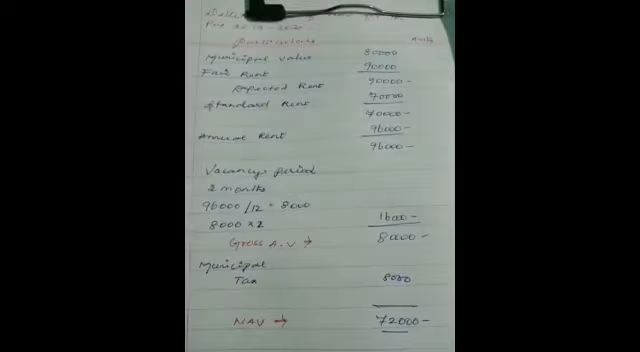 Particulars Amt
Municipal value 80000
Fair Rent 90000
Expected Rent 90000-
Standard Rent 70000
70000-
Annual Rent 96000-
96000-
Vacancy period
2 months
96000/12 = 8000
8000 x 2 16000-
Gross A.V → 80000-
Municipal
Tax 8000
NAV → 72000-